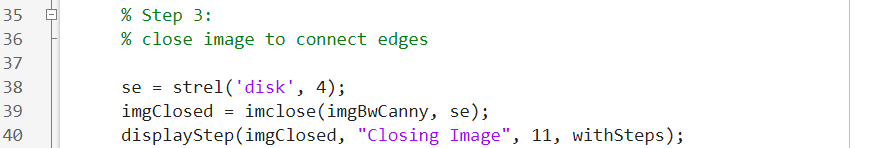 35 % Step 3:
36 % close image to connect edges
37
38 se = strel('disk', 4);
39 imgClosed = imclose(imgBwCanny, se);
40 displayStep(imgClosed, "Closing Image", 11, withSteps);